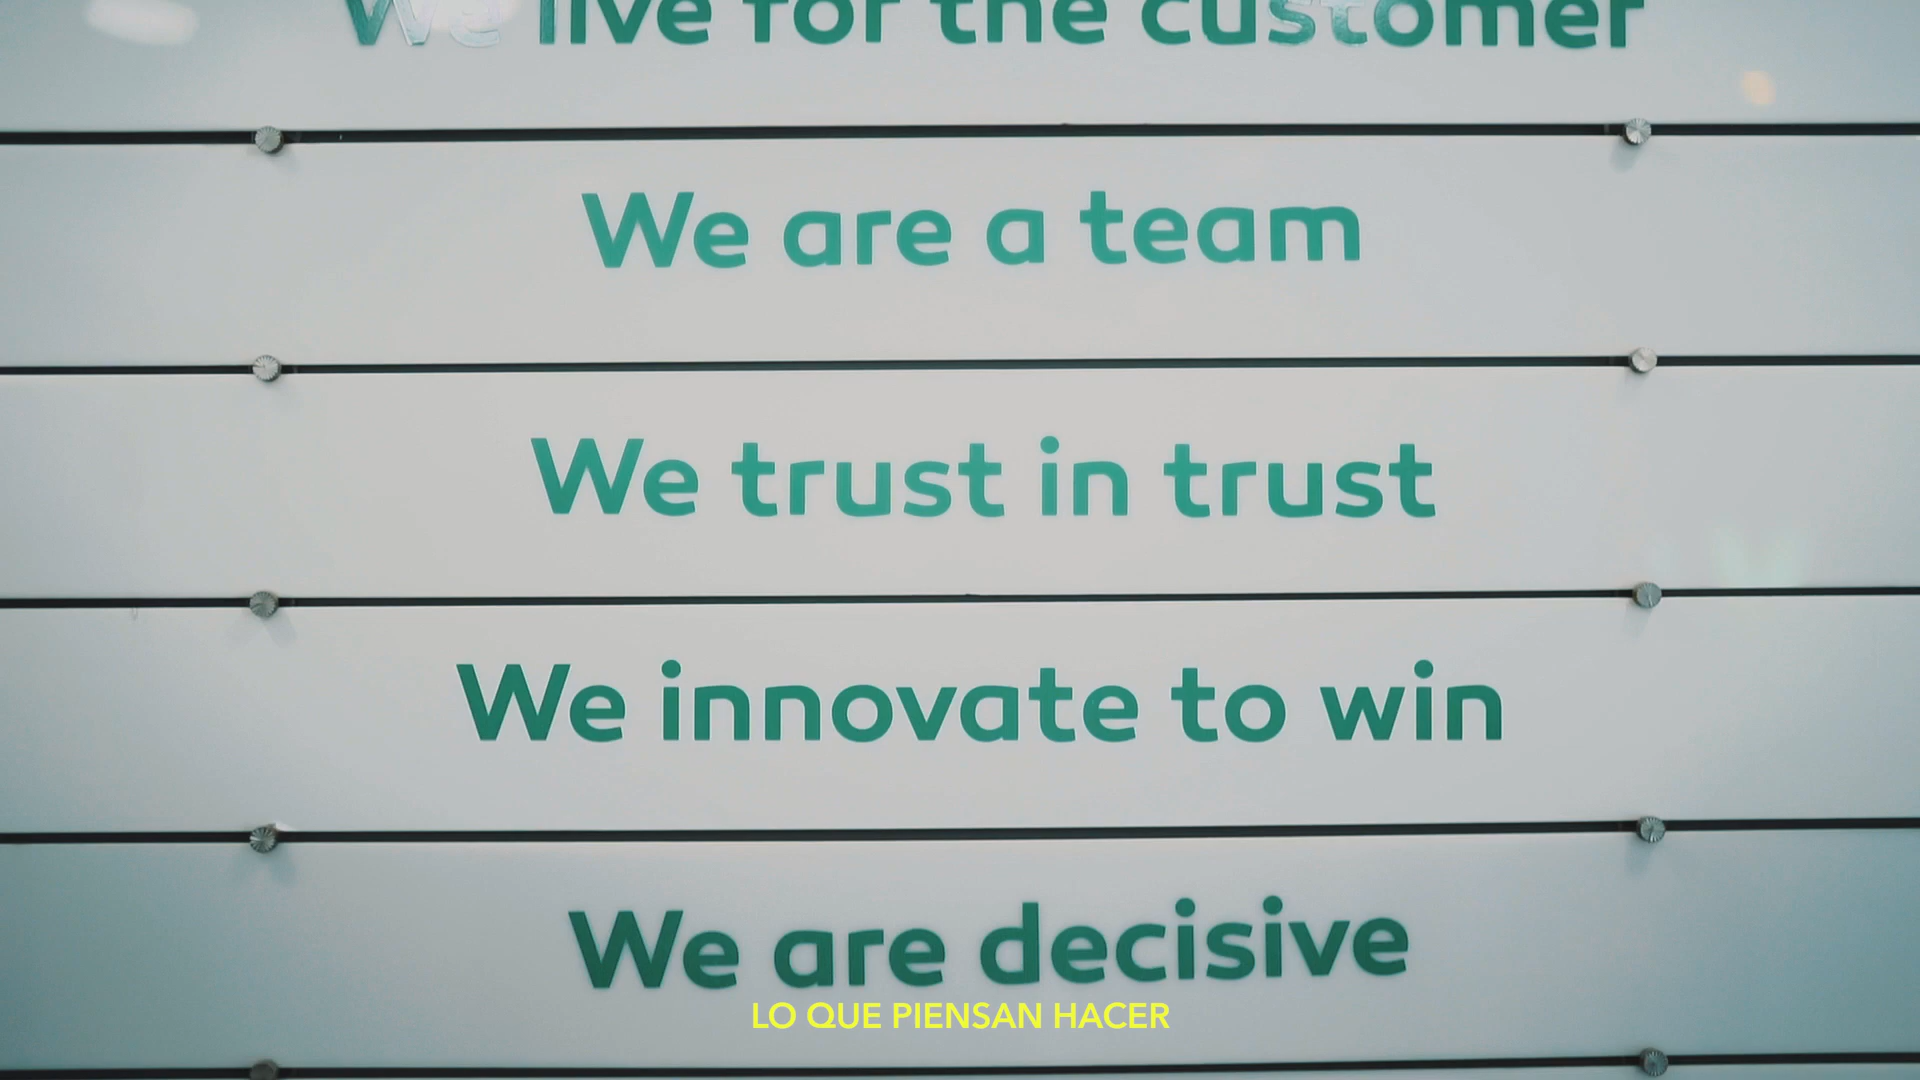 We live for the customer
We are a team
We trust in trust
We innovate to win
We are decisive
LO QUE PIENSAN HACER